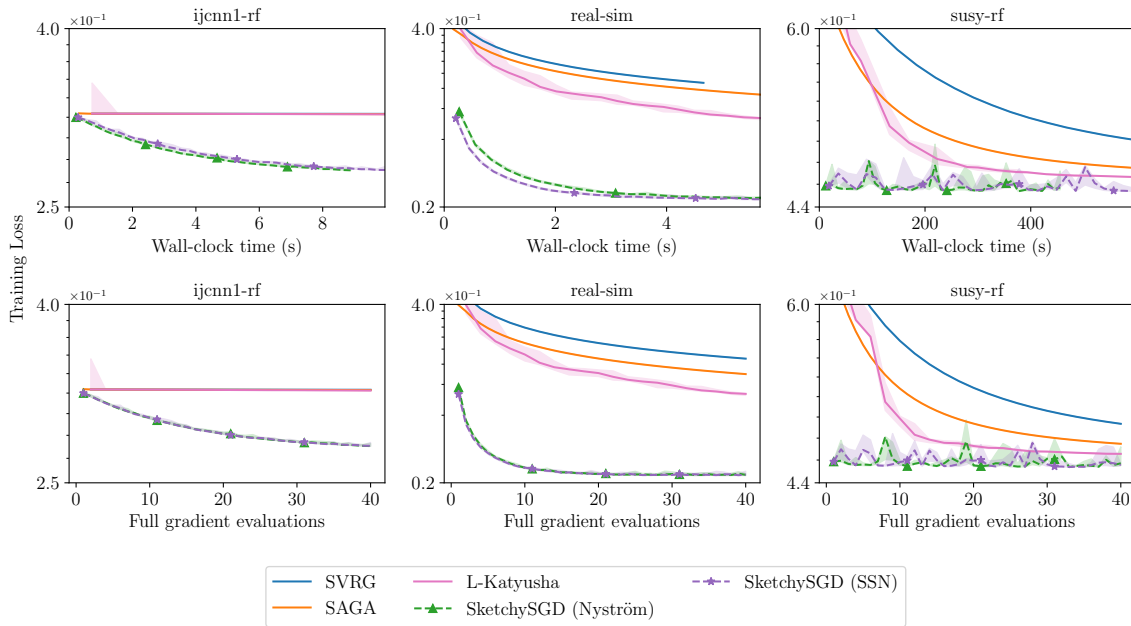 ijcnn1-rf
real-sim
susy-rf
×10⁻¹
×10⁻¹
×10⁻¹
4.0
2.5
4.0
0.2
6.0
4.4
0 2 4 6 8
0 2 4
0 200 400
Wall-clock time (s)
Wall-clock time (s)
Wall-clock time (s)
Training Loss
ijcnn1-rf
real-sim
susy-rf
×10⁻¹
×10⁻¹
×10⁻¹
4.0
2.5
4.0
0.2
6.0
4.4
0 10 20 30 40
0 10 20 30 40
0 10 20 30 40
Full gradient evaluations
Full gradient evaluations
Full gradient evaluations
SVRG
SAGA
L-Katyusha
SketchySGD (Nyström)
SketchySGD (SSN)